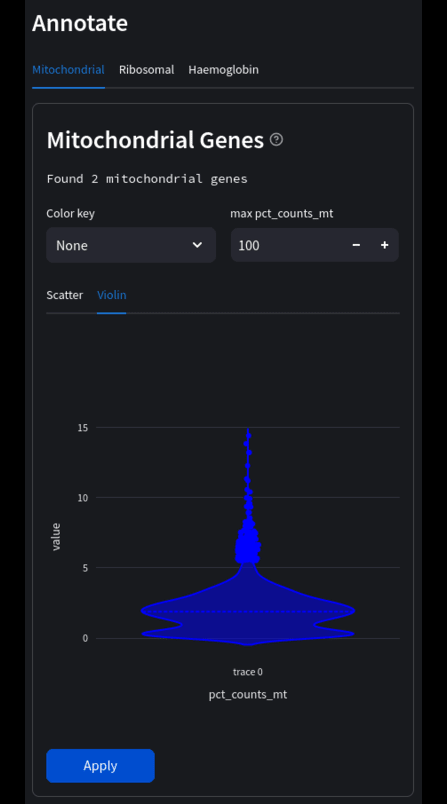 Annotate
Mitochondrial Ribosomal Haemoglobin
Mitochondrial Genes ?
Found 2 mitochondrial genes
Color key max pct_counts_mt
None 100 − +
Scatter Violin
15
10
value
5
0
trace 0
pct_counts_mt
Apply